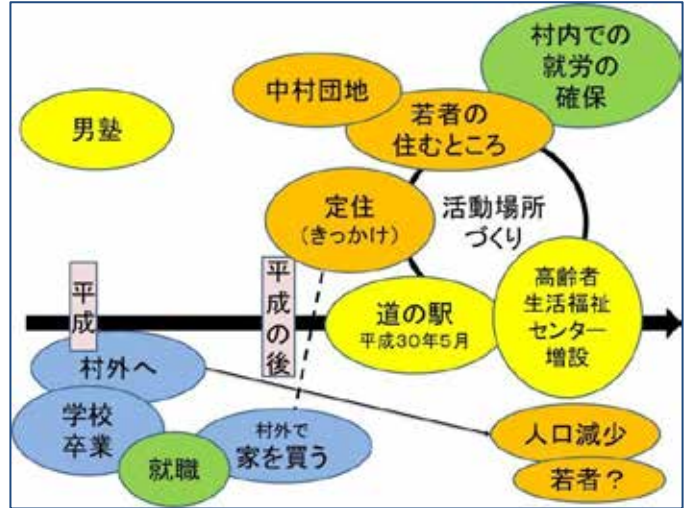 村内での
就労の
確保
中村団地
若者の
住むところ
男塾
定住
（きっかけ）
活動場所
づくり
平成
平成の後
道の駅
平成30年5月
高齢者
生活福祉
センター
増設
村外へ
学校
卒業
就職
村外で
家を買う
人口減少
若者？